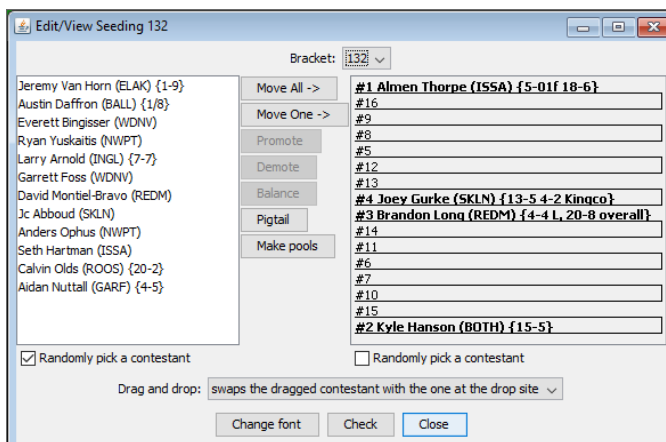 Edit/View Seeding 132
Bracket: 132
Jeremy Van Horn (ELAK) {1-9}
Austin Daffron (BALL) {1/8}
Everett Bingisser (WDNV)
Ryan Yuskaitis (NWPT)
Larry Arnold (INGL) {7-7}
Garrett Foss (WDNV)
David Montiel-Bravo (REDM)
Jc Abboud (SKLN)
Anders Ophus (NWPT)
Seth Hartman (ISSA)
Calvin Olds (ROOS) {20-2}
Aidan Nuttall (GARF) {4-5}
Move All ->
Move One ->
Promote
Demote
Balance
Pigtail
Make pools
#1 Almen Thorpe (ISSA) {5-01f 18-6}
#16
#9
#8
#5
#12
#13
#4 Joey Gurke (SKLN) {13-5 4-2 Kingco}
#3 Brandon Long (REDM) {4-4 L, 20-8 overall}
#14
#11
#6
#7
#10
#15
#2 Kyle Hanson (BOTH) {15-5}
Randomly pick a contestant
Randomly pick a contestant
Drag and drop: swaps the dragged contestant with the one at the drop site
Change font
Check
Close